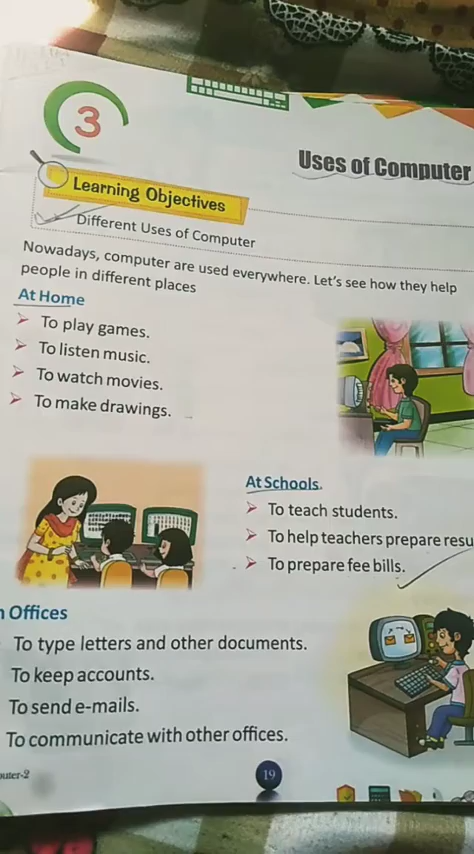 3
Uses of Computer
Learning Objectives
Different Uses of Computer
Nowadays, computer are used everywhere. Let's see how they help
people in different places
At Home
To play games.
To listen music.
To watch movies.
To make drawings.
At Schools.
To teach students.
To help teachers prepare resu
To prepare fee bills.
n Offices
To type letters and other documents.
To keep accounts.
To send e-mails.
To communicate with other offices.
uter-2
19